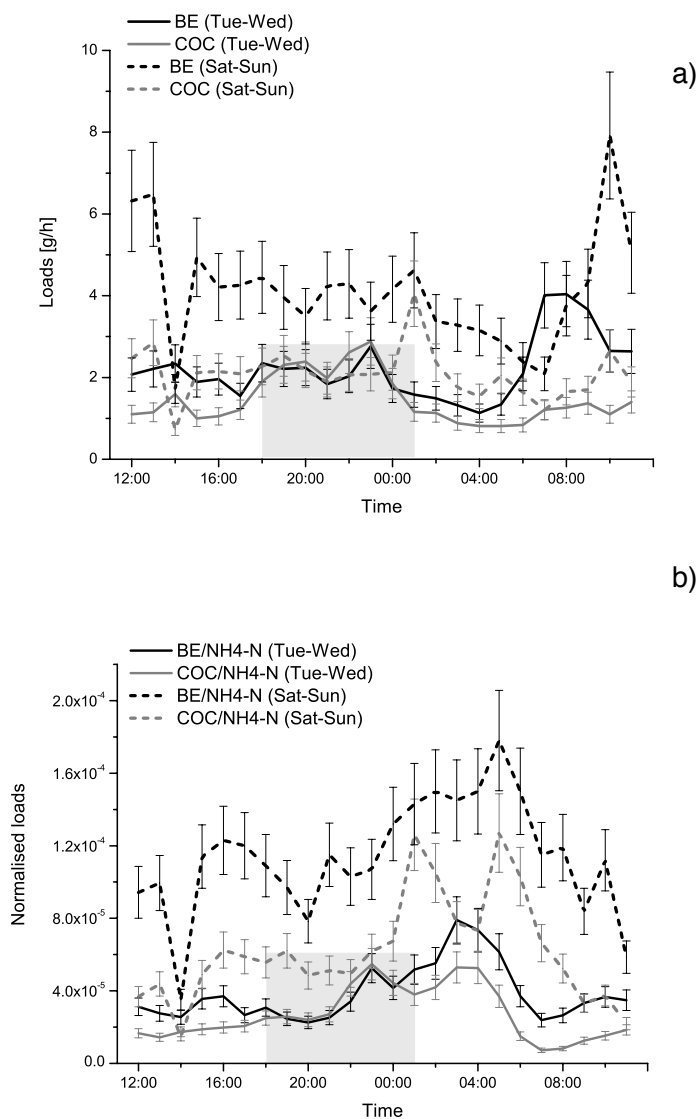 BE (Tue-Wed)
COC (Tue-Wed)
BE (Sat-Sun)
COC (Sat-Sun)
a)
10
8
6
4
2
0
Loads [g/h]
12:00 16:00 20:00 00:00 04:00 08:00
Time
b)
BE/NH4-N (Tue-Wed)
COC/NH4-N (Tue-Wed)
BE/NH4-N (Sat-Sun)
COC/NH4-N (Sat-Sun)
2.0x10⁻⁴
1.6x10⁻⁴
1.2x10⁻⁴
8.0x10⁻⁵
4.0x10⁻⁵
0.0
Normalised loads
12:00 16:00 20:00 00:00 04:00 08:00
Time